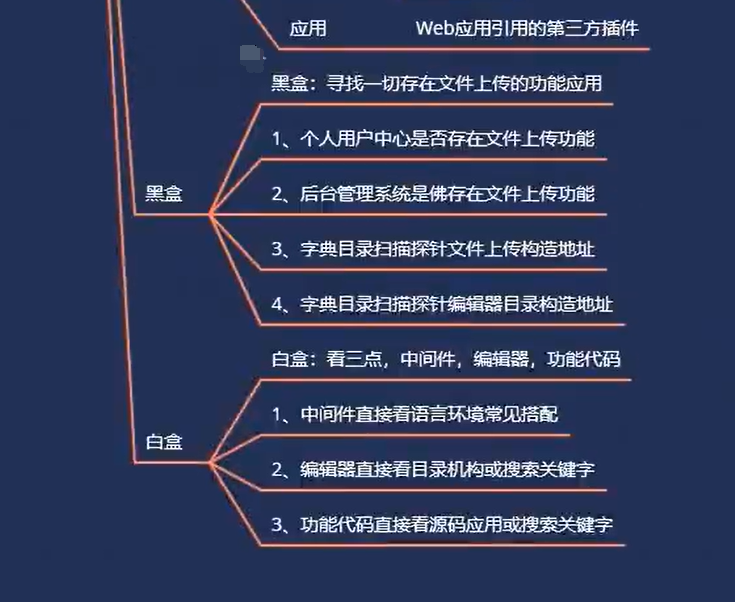 应用 Web应用引用的第三方插件
黑盒：寻找一切存在文件上传的功能应用
1、个人用户中心是否存在文件上传功能
黑盒
2、后台管理系统是佛存在文件上传功能
3、字典目录扫描探针文件上传构造地址
4、字典目录扫描探针编辑器目录构造地址
白盒：看三点，中间件，编辑器，功能代码
1、中间件直接看语言环境常见搭配
白盒
2、编辑器直接看目录机构或搜索关键字
3、功能代码直接看源码应用或搜索关键字